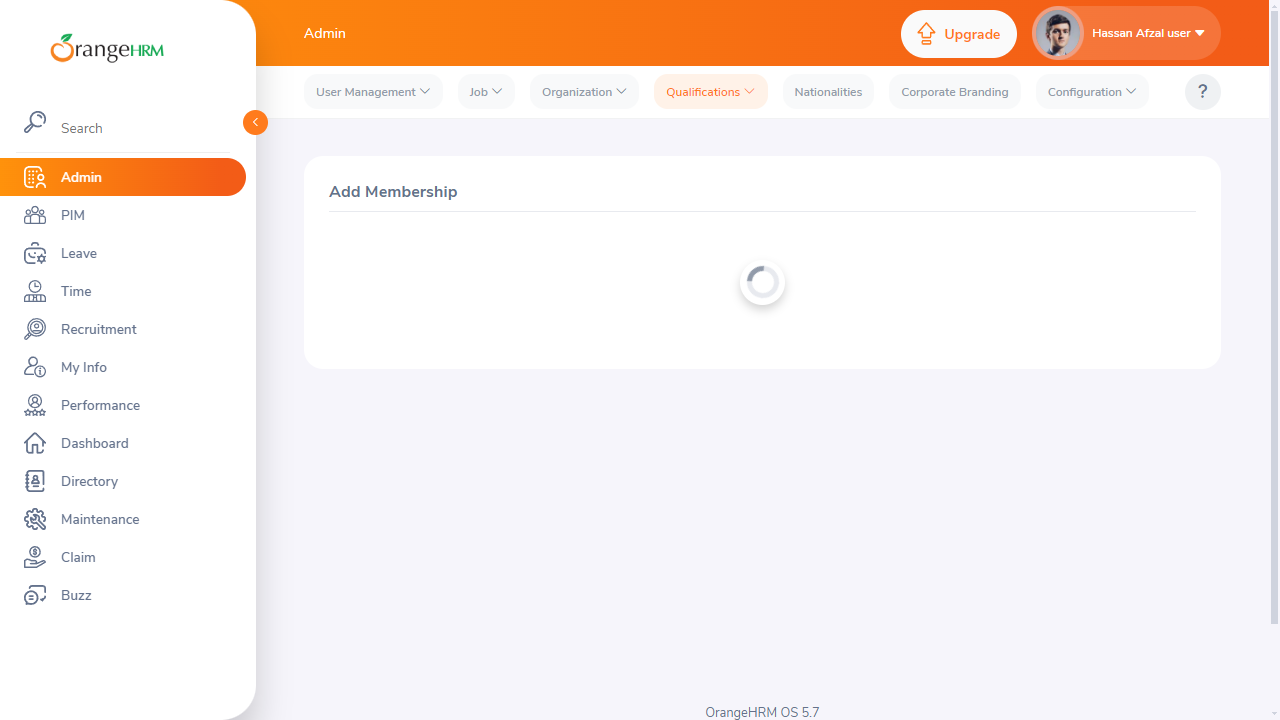 OrangeHRM
Search
Admin
PIM
Leave
Time
Recruitment
My Info
Performance
Dashboard
Directory
Maintenance
Claim
Buzz
Admin
Upgrade
Hassan Afzal user
User Management
Job
Organization
Qualifications
Nationalities
Corporate Branding
Configuration
?
Add Membership
OrangeHRM OS 5.7